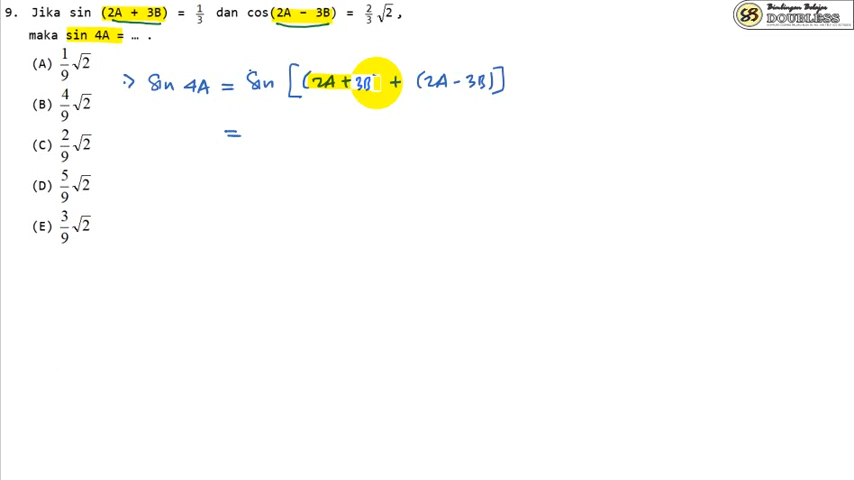 9. Jika sin (2A + 3B) = 1/3 dan cos(2A − 3B) = 2/3 √2,
maka sin 4A = … .
(A) 1/9 √2
(B) 4/9 √2
(C) 2/9 √2
(D) 5/9 √2
(E) 3/9 √2
⇒ Sin 4A = Sin [(2A + 3B) + (2A − 3B)]
=
Bimbingan Belajar
DOUBLESS